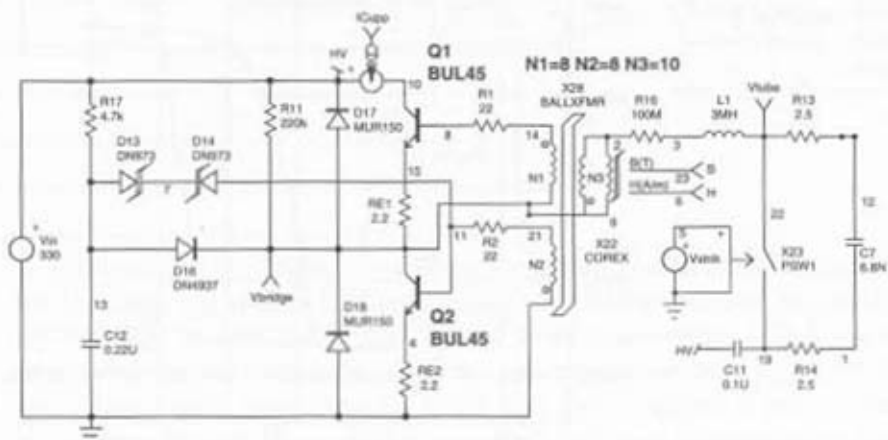 ICupp
HV
Q1
BUL45
N1=8 N2=8 N3=10
X28
BALLXFMR
Vtube
R17
4.7k
R11
220k
D17
MUR150
10
R1
22
8
14
R16
100M
L1
3MH
R13
2.5
3
D13
DN973
D14
DN973
7
15
N1
2
N3
B(T)
23
B
H(A/m)
6
H
RE1
2.2
11
R2
22
21
22
12
Vin
330
D16
DN4937
Vbridge
N2
X22
COREX
5
X23
PSW1
C7
6.8N
13
D18
MUR150
Q2
BUL45
C12
0.22U
4
RE2
2.2
HV
C11
0.1U
19
R14
2.5
1